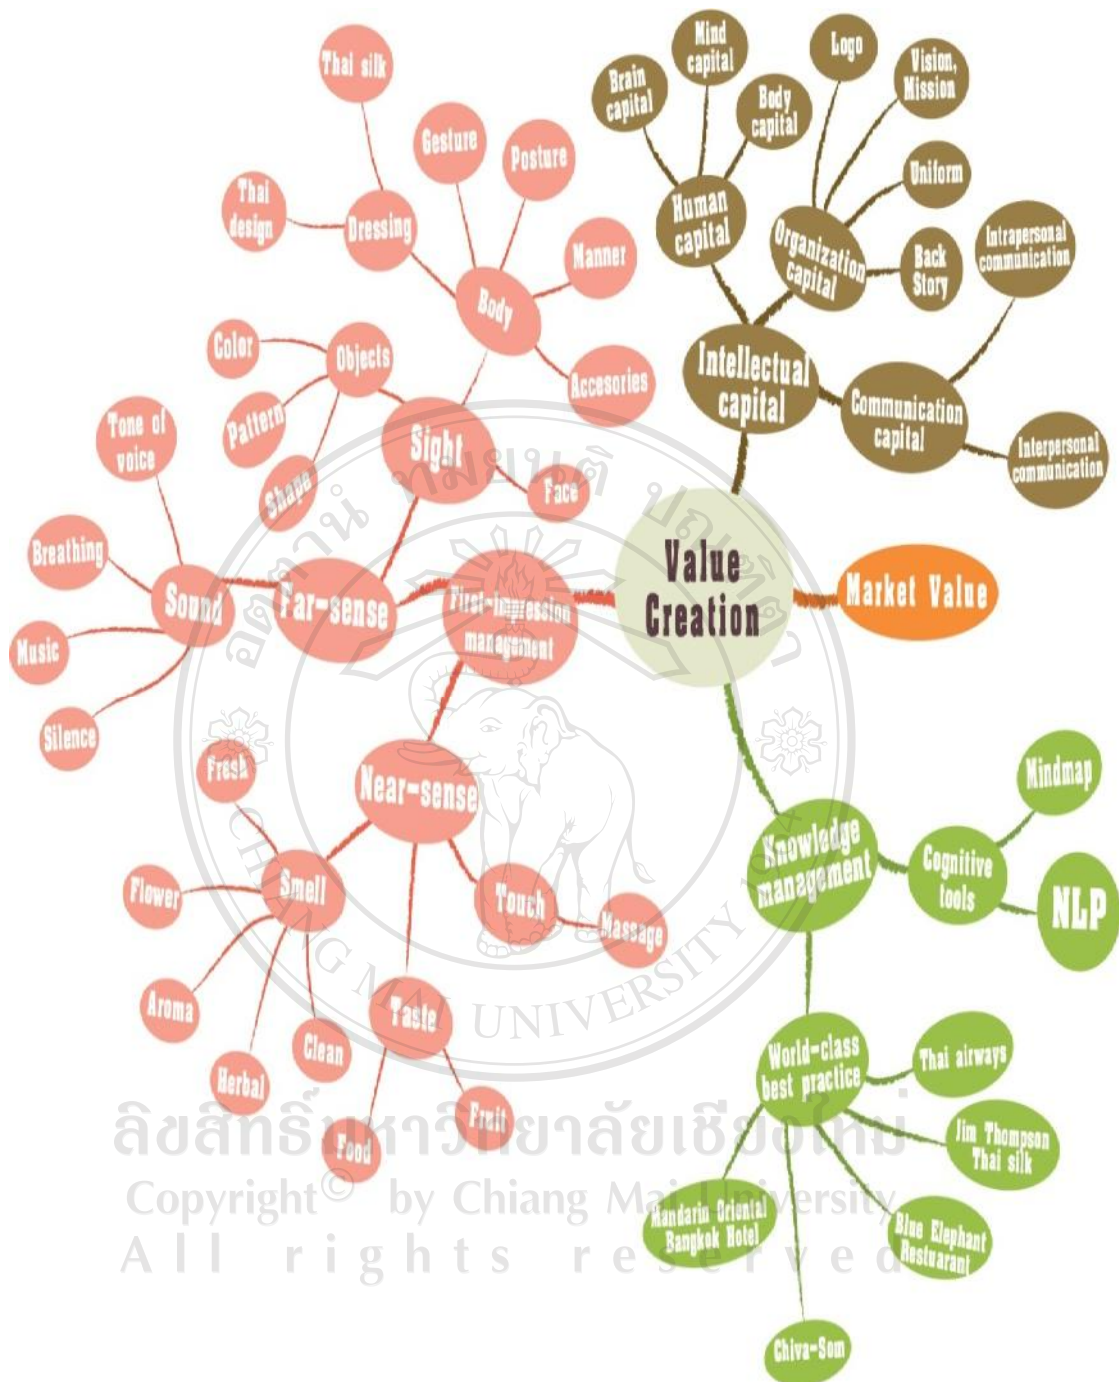 Thai silk
Gesture
Posture
Thai
design
Dressing
Manner
Body
Accesories
Color
Objects
Pattern
Shape
Sight
Face
Tone of
voice
Breathing
Sound
Music
Silence
Far-sense
First-impression
management
Near-sense
Fresh
Flower
Smell
Aroma
Herbal
Clean
Touch
Massage
Taste
Food
Fruit
Value
Creation
Mind
capital
Brain
capital
Body
capital
Human
capital
Logo
Vision,
Mission
Uniform
Organization
capital
Back
Story
Intellectual
capital
Communication
capital
Intrapersonal
communication
Interpersonal
communication
Market Value
Knowledge
management
Cognitive
tools
Mindmap
NLP
World-class
best practice
Thai airways
Jim Thompson
Thai silk
Blue Elephant
Restuarant
Chiva-Som
Mandarin Oriental
Bangkok Hotel
CHIANG MAI UNIVERSITY 1964
ลิขสิทธิ์มหาวิทยาลัยเชียงใหม่
Copyright© by Chiang Mai University
All rights reserved